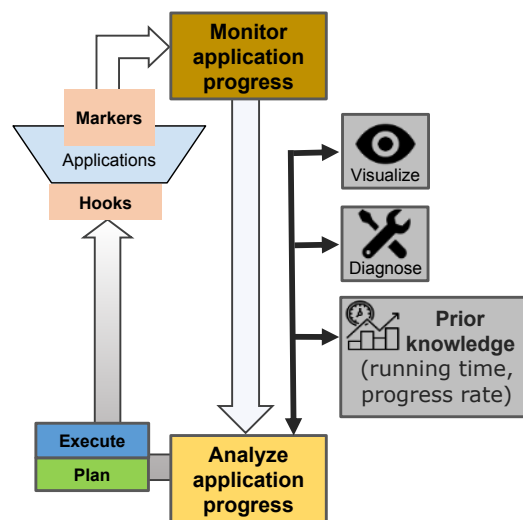 Monitor
application
progress
Markers
Applications
Hooks
Visualize
Diagnose
Prior
knowledge
(running time,
progress rate)
Execute
Plan
Analyze
application
progress